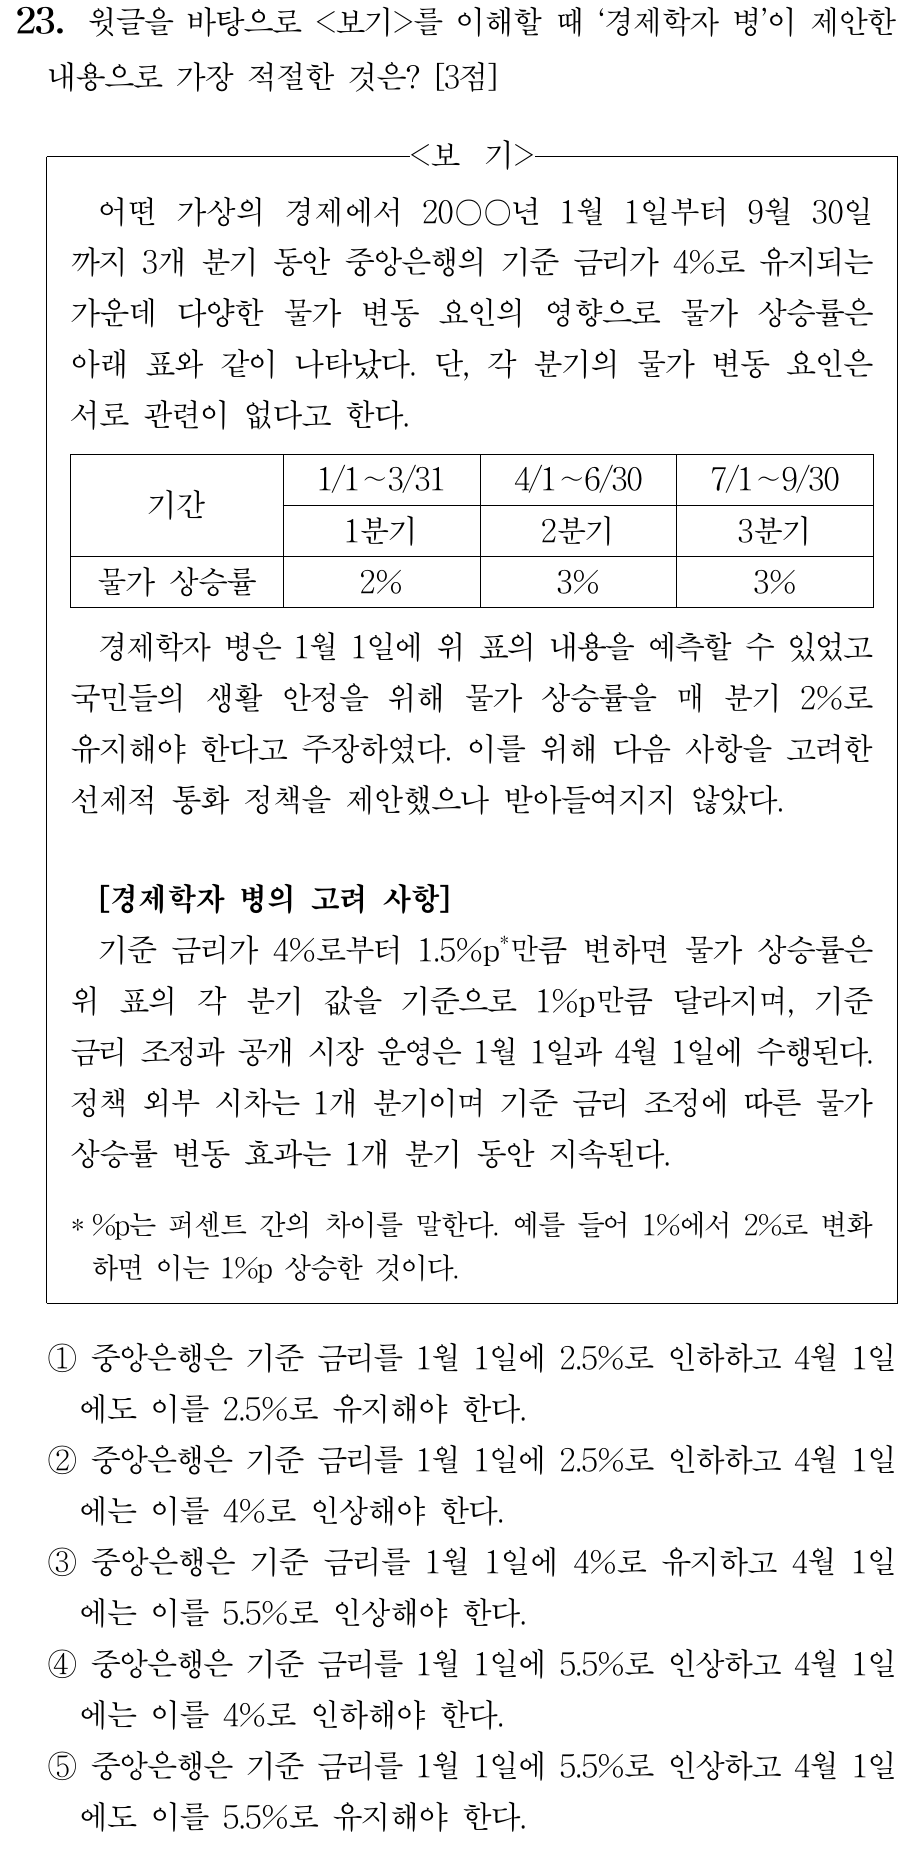 23. 윗글을 바탕으로 <보기>를 이해할 때 ‘경제학자 병’이 제안한
내용으로 가장 적절한 것은? [3점]
<보 기>
어떤 가상의 경제에서 20○○년 1월 1일부터 9월 30일
까지 3개 분기 동안 중앙은행의 기준 금리가 4%로 유지되는
가운데 다양한 물가 변동 요인의 영향으로 물가 상승률은
아래 표와 같이 나타났다. 단, 각 분기의 물가 변동 요인은
서로 관련이 없다고 한다.
기간 1/1~3/31 4/1~6/30 7/1~9/30
1분기 2분기 3분기
물가 상승률 2% 3% 3%
경제학자 병은 1월 1일에 위 표의 내용을 예측할 수 있었고
국민들의 생활 안정을 위해 물가 상승률을 매 분기 2%로
유지해야 한다고 주장하였다. 이를 위해 다음 사항을 고려한
선제적 통화 정책을 제안했으나 받아들여지지 않았다.
[경제학자 병의 고려 사항]
기준 금리가 4%로부터 1.5%p*만큼 변하면 물가 상승률은
위 표의 각 분기 값을 기준으로 1%p만큼 달라지며, 기준
금리 조정과 공개 시장 운영은 1월 1일과 4월 1일에 수행된다.
정책 외부 시차는 1개 분기이며 기준 금리 조정에 따른 물가
상승률 변동 효과는 1개 분기 동안 지속된다.
* %p는 퍼센트 간의 차이를 말한다. 예를 들어 1%에서 2%로 변화
하면 이는 1%p 상승한 것이다.
① 중앙은행은 기준 금리를 1월 1일에 2.5%로 인하하고 4월 1일
에도 이를 2.5%로 유지해야 한다.
② 중앙은행은 기준 금리를 1월 1일에 2.5%로 인하하고 4월 1일
에는 이를 4%로 인상해야 한다.
③ 중앙은행은 기준 금리를 1월 1일에 4%로 유지하고 4월 1일
에는 이를 5.5%로 인상해야 한다.
④ 중앙은행은 기준 금리를 1월 1일에 5.5%로 인상하고 4월 1일
에는 이를 4%로 인하해야 한다.
⑤ 중앙은행은 기준 금리를 1월 1일에 5.5%로 인상하고 4월 1일
에도 이를 5.5%로 유지해야 한다.